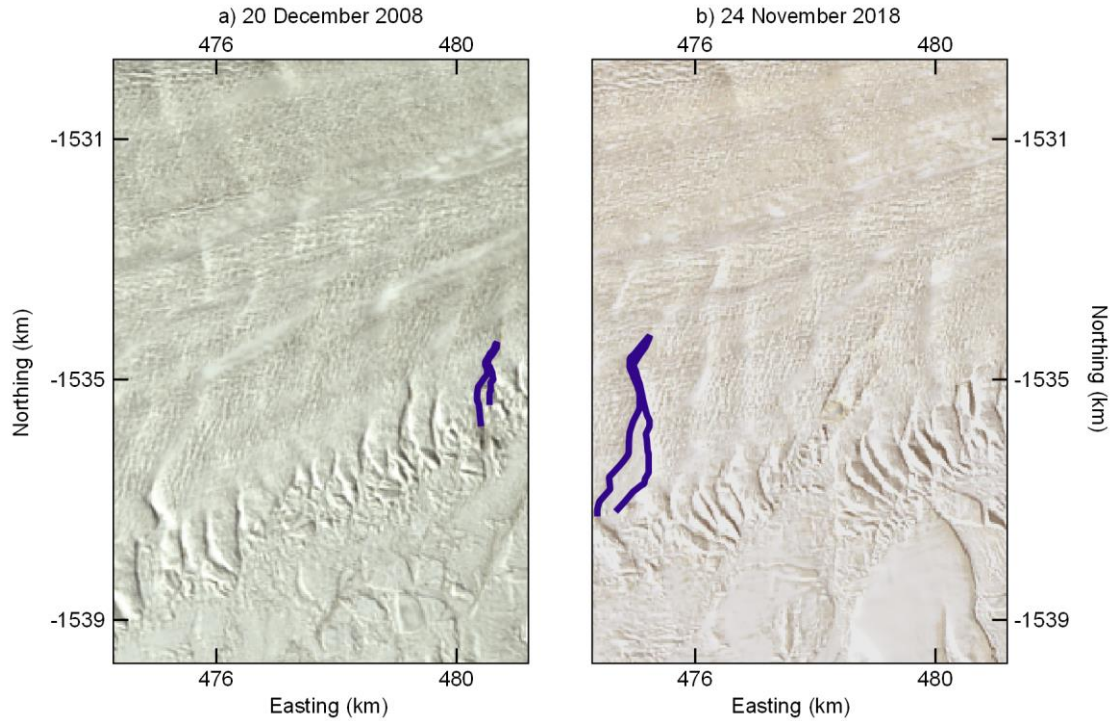 a) 20 December 2008
b) 24 November 2018
476
480
476
480
-1531
-1531
-1535
-1535
-1539
-1539
Northing (km)
Northing (km)
476
480
476
480
Easting (km)
Easting (km)